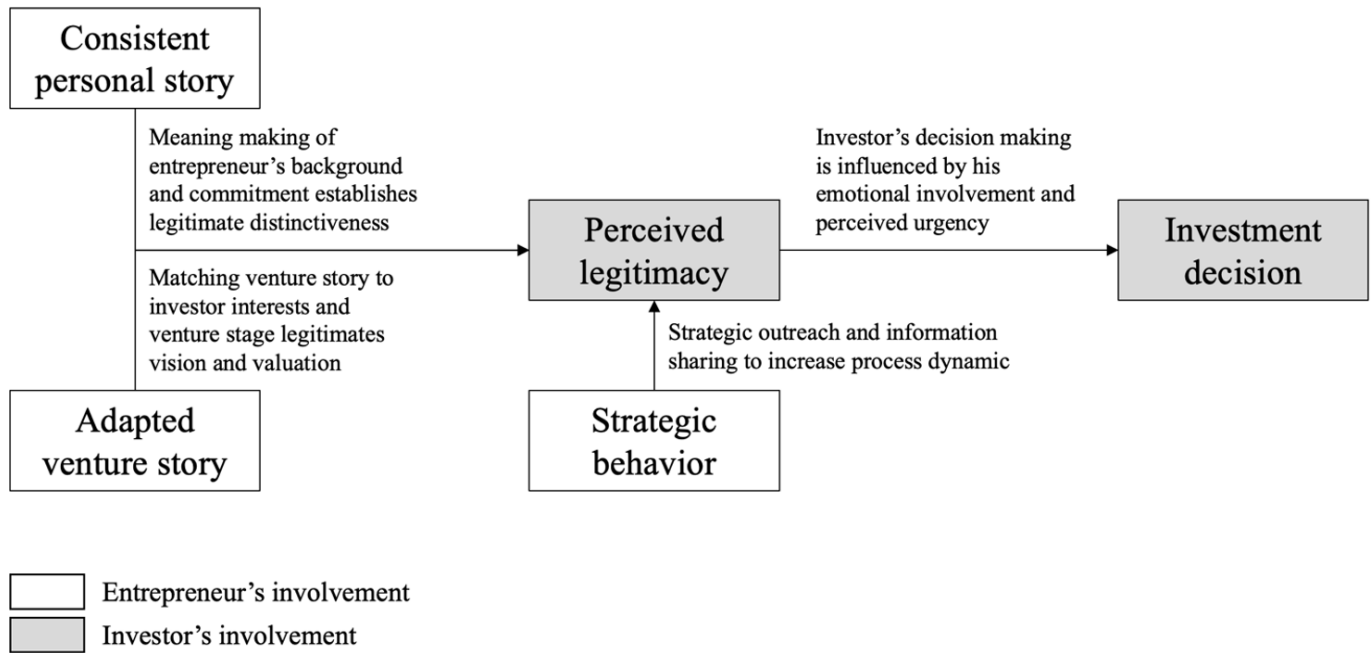 Consistent
personal story
Meaning making of
entrepreneur’s background
and commitment establishes
legitimate distinctiveness
Investor’s decision making
is influenced by his
emotional involvement and
perceived urgency
Perceived
legitimacy
Investment
decision
Matching venture story to
investor interests and
venture stage legitimates
vision and valuation
Strategic outreach and information
sharing to increase process dynamic
Adapted
venture story
Strategic
behavior
Entrepreneur’s involvement
Investor’s involvement